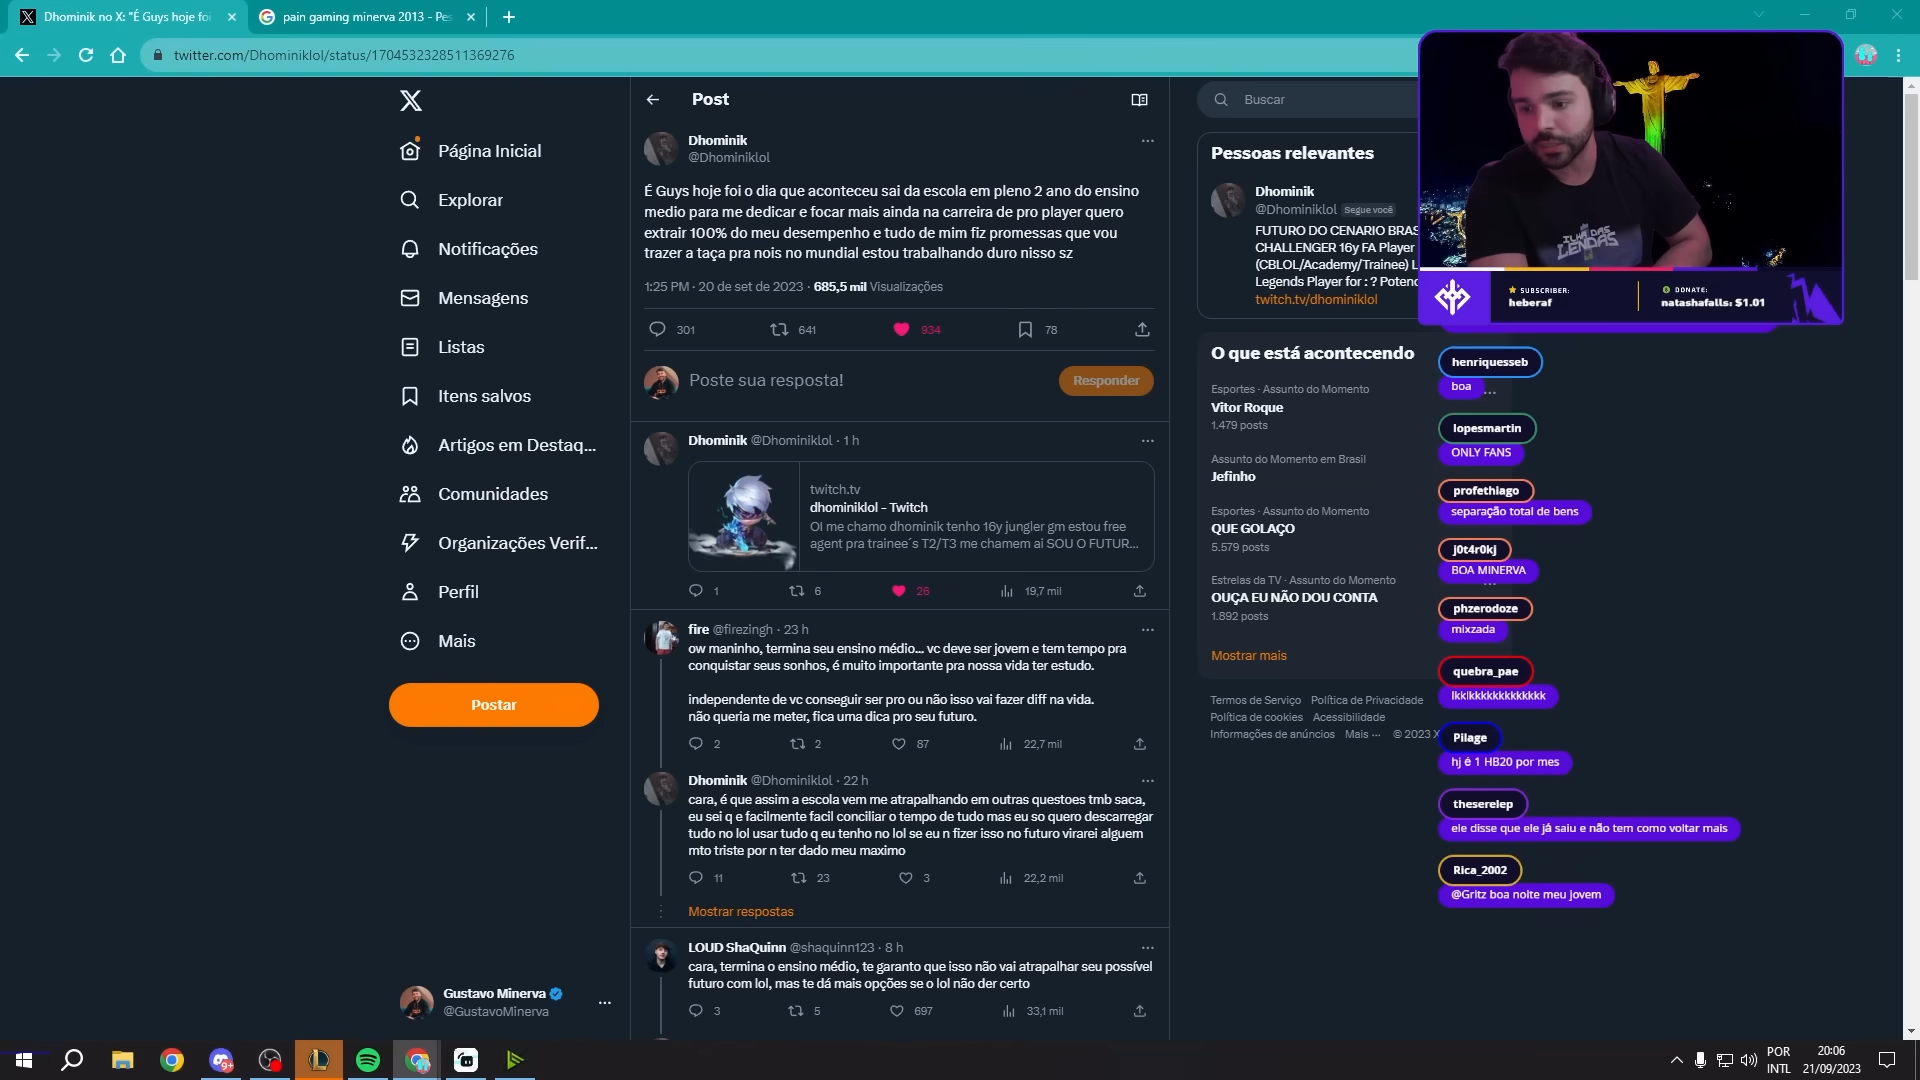 Dhominik no X: "É Guys hoje foi
pain gaming minerva 2013 - Pes
twitter.com/Dhominiklol/status/1704532328511369276
Página Inicial
Explorar
Notificações
Mensagens
Listas
Itens salvos
Artigos em Destaq...
Comunidades
Organizações Verif...
Perfil
Mais
Postar
Gustavo Minerva
@GustavoMinerva
Post
Dhominik
@Dhominiklol
É Guys hoje foi o dia que aconteceu sai da escola em pleno 2 ano do ensino
medio para me dedicar e focar mais ainda na carreira de pro player quero
extrair 100% do meu desempenho e tudo de mim fiz promessas que vou
trazer a taça pra nois no mundial estou trabalhando duro nisso sz
1:25 PM · 20 de set de 2023 · 685,5 mil Visualizações
301 641 934 78
Poste sua resposta!
Responder
Dhominik @Dhominiklol · 1 h
twitch.tv
dhominiklol - Twitch
OI me chamo dhominik tenho 16y jungler gm estou free
agent pra trainee´s T2/T3 me chamem ai SOU O FUTUR...
1 6 26 19,7 mil
fire @firezingh · 23 h
ow maninho, termina seu ensino médio... vc deve ser jovem e tem tempo pra
conquistar seus sonhos, é muito importante pra nossa vida ter estudo.
independente de vc conseguir ser pro ou não isso vai fazer diff na vida.
não queria me meter, fica uma dica pro seu futuro.
2 2 87 22,7 mil
Dhominik @Dhominiklol · 22 h
cara, é que assim a escola vem me atrapalhando em outras questoes tmb saca,
eu sei q e facilmente facil conciliar o tempo de tudo mas eu so quero descarregar
tudo no lol usar tudo q eu tenho no lol se eu n fizer isso no futuro virarei alguem
mto triste por n ter dado meu maximo
11 23 3 22,2 mil
Mostrar respostas
LOUD ShaQuinn @shaquinn123 · 8 h
cara, termina o ensino médio, te garanto que isso não vai atrapalhar seu possível
futuro com lol, mas te dá mais opções se o lol não der certo
3 5 697 33,1 mil
Buscar
Pessoas relevantes
Dhominik
@Dhominiklol Segue você
FUTURO DO CENARIO BRAS
CHALLENGER 16y FA Player
(CBLOL/Academy/Trainee) L
Legends Player for : ? Potenc
twitch.tv/dhominiklol
O que está acontecendo
Esportes · Assunto do Momento
Vitor Roque
1.479 posts
Assunto do Momento em Brasil
Jefinho
Esportes · Assunto do Momento
QUE GOLAÇO
5.579 posts
Estrelas da TV · Assunto do Momento
OUÇA EU NÃO DOU CONTA
1.892 posts
Mostrar mais
Termos de Serviço Política de Privacidade
Política de cookies Acessibilidade
Informações de anúncios Mais ··· © 2023 X
ILHA DAS
LENDAS
SUBSCRIBER:
heberaf
DONATE:
natashafalls: $1.01
henriquesseb
boa
lopesmartin
ONLY FANS
profethiago
separação total de bens
j0t4r0kj
BOA MINERVA
phzerodoze
mixzada
quebra_pae
lkklkkkkkkkkkkkk
Pilage
hj é 1 HB20 por mes
theserelep
ele disse que ele já saiu e não tem como voltar mais
Rica_2002
@Gritz boa noite meu jovem
9+
POR
INTL
20:06
21/09/2023